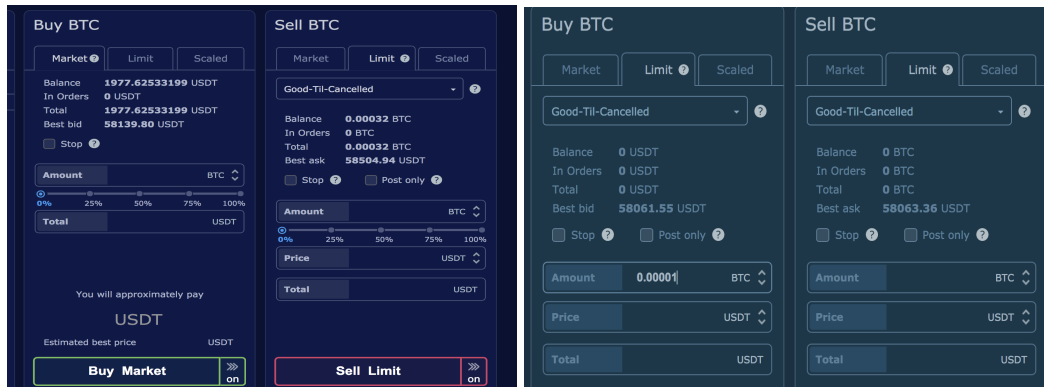 Buy BTC
Market ? Limit Scaled
Balance 1977.62533199 USDT
In Orders 0 USDT
Total 1977.62533199 USDT
Best bid 58139.80 USDT
Stop ?
Amount BTC
0% 25% 50% 75% 100%
Total USDT
You will approximately pay
USDT
Estimated best price USDT
Buy Market
on
Sell BTC
Market Limit ? Scaled
Good-Til-Cancelled ?
Balance 0.00032 BTC
In Orders 0 BTC
Total 0.00032 BTC
Best ask 58504.94 USDT
Stop ? Post only ?
Amount BTC
0% 25% 50% 75% 100%
Price USDT
Total USDT
Sell Limit
on
Buy BTC
Market Limit ? Scaled
Good-Til-Cancelled ?
Balance 0 USDT
In Orders 0 USDT
Total 0 USDT
Best bid 58061.55 USDT
Stop ? Post only ?
Amount 0.00001 BTC
Price USDT
Total USDT
Sell BTC
Market Limit ? Scaled
Good-Til-Cancelled ?
Balance 0 BTC
In Orders 0 BTC
Total 0 BTC
Best ask 58063.36 USDT
Stop ? Post only ?
Amount BTC
Price USDT
Total USDT